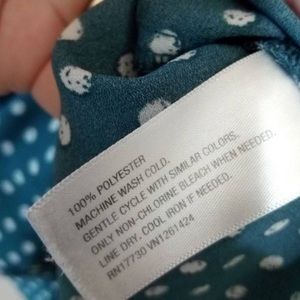 100% POLYESTER
MACHINE WASH COLD,
GENTLE CYCLE WITH SIMILAR COLORS.
ONLY NON-CHLORINE BLEACH WHEN NEEDED.
LINE DRY, COOL IRON IF NEEDED.
RN17730 VN1261424